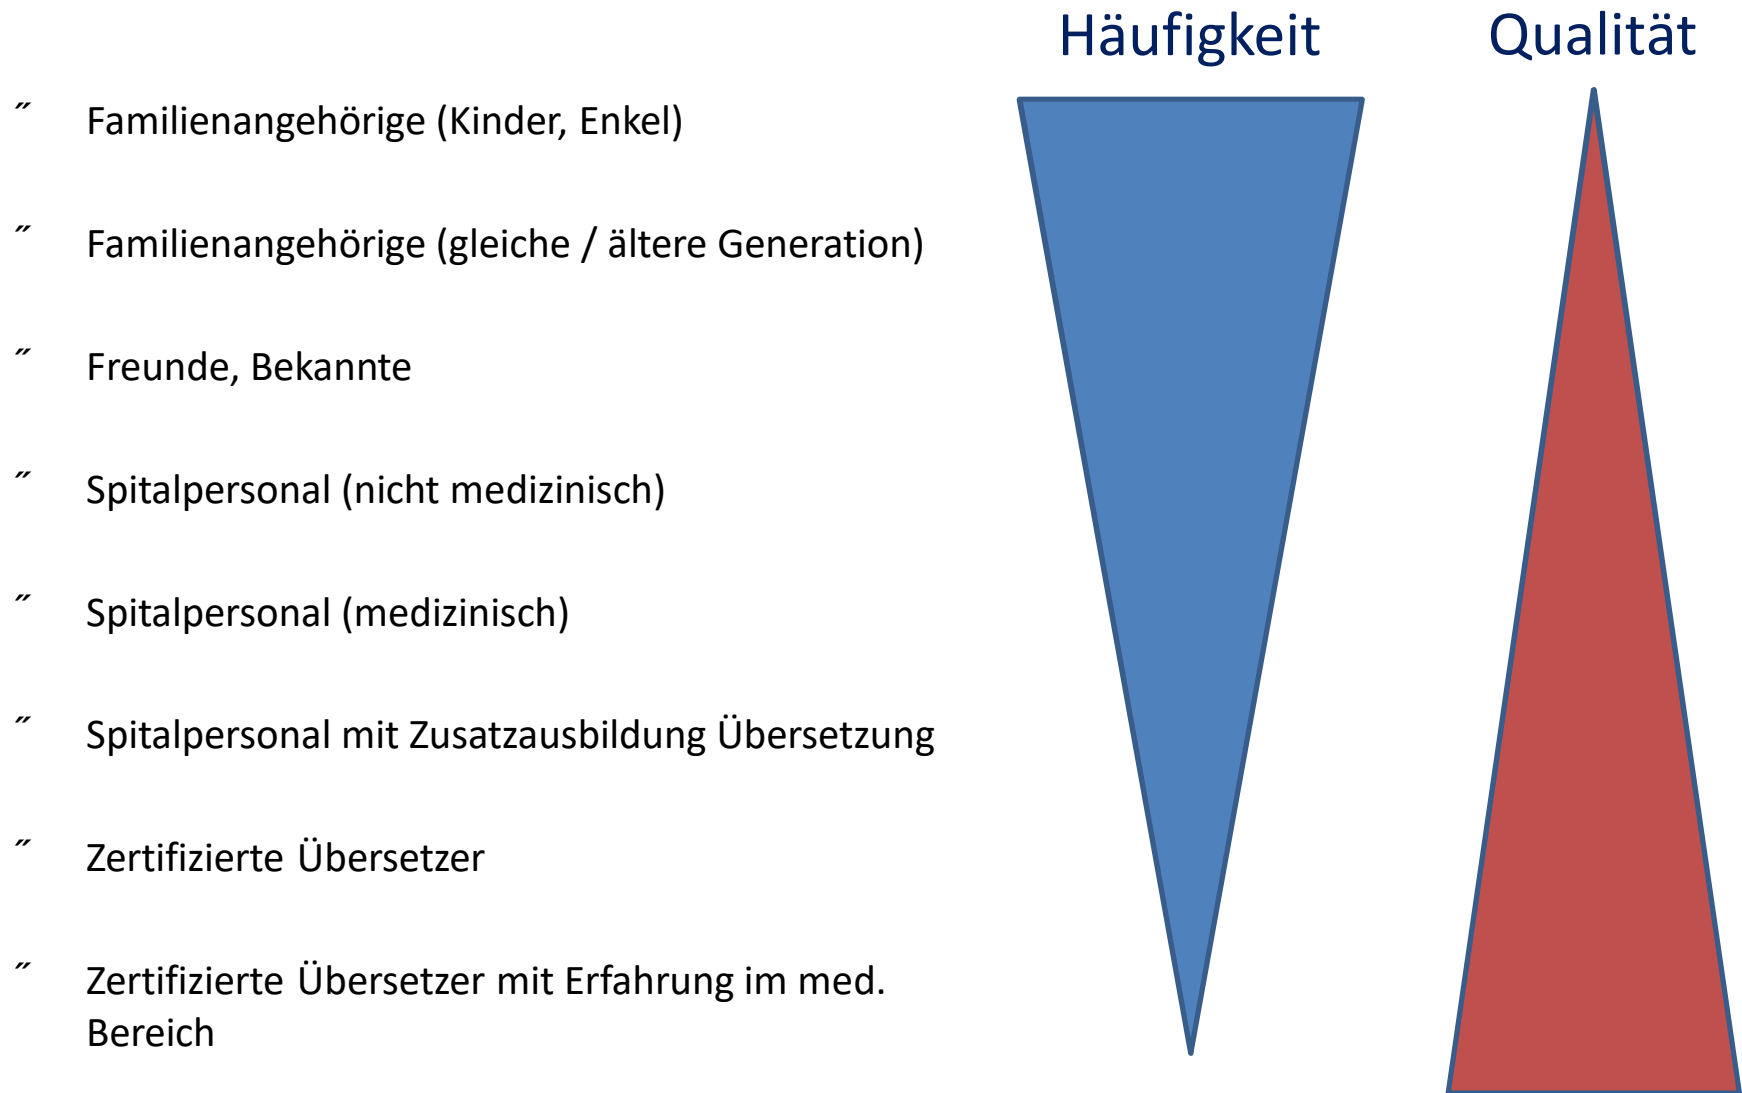 Häufigkeit Qualität
˝ Familienangehörige (Kinder, Enkel)
˝ Familienangehörige (gleiche / ältere Generation)
˝ Freunde, Bekannte
˝ Spitalpersonal (nicht medizinisch)
˝ Spitalpersonal (medizinisch)
˝ Spitalpersonal mit Zusatzausbildung Übersetzung
˝ Zertifizierte Übersetzer
˝ Zertifizierte Übersetzer mit Erfahrung im med.
Bereich